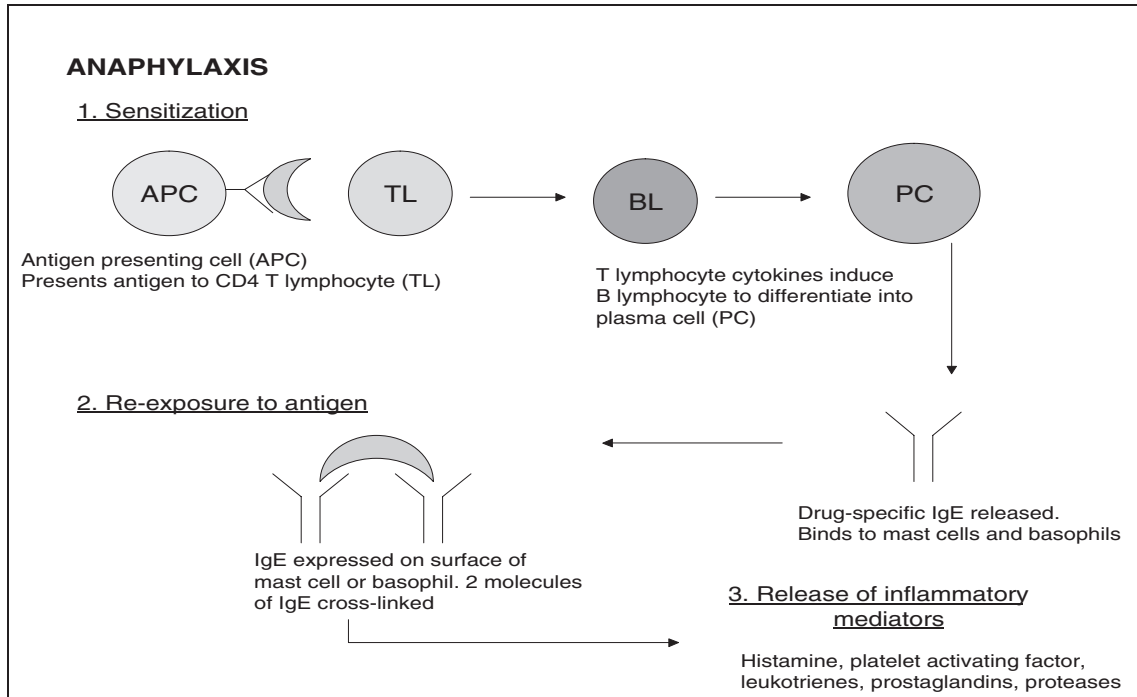 ANAPHYLAXIS
1. Sensitization
APC
TL
BL
PC
Antigen presenting cell (APC)
Presents antigen to CD4 T lymphocyte (TL)
T lymphocyte cytokines induce
B lymphocyte to differentiate into
plasma cell (PC)
2. Re-exposure to antigen
Drug-specific IgE released.
Binds to mast cells and basophils
IgE expressed on surface of
mast cell or basophil. 2 molecules
of IgE cross-linked
3. Release of inflammatory
mediators
Histamine, platelet activating factor,
leukotrienes, prostaglandins, proteases